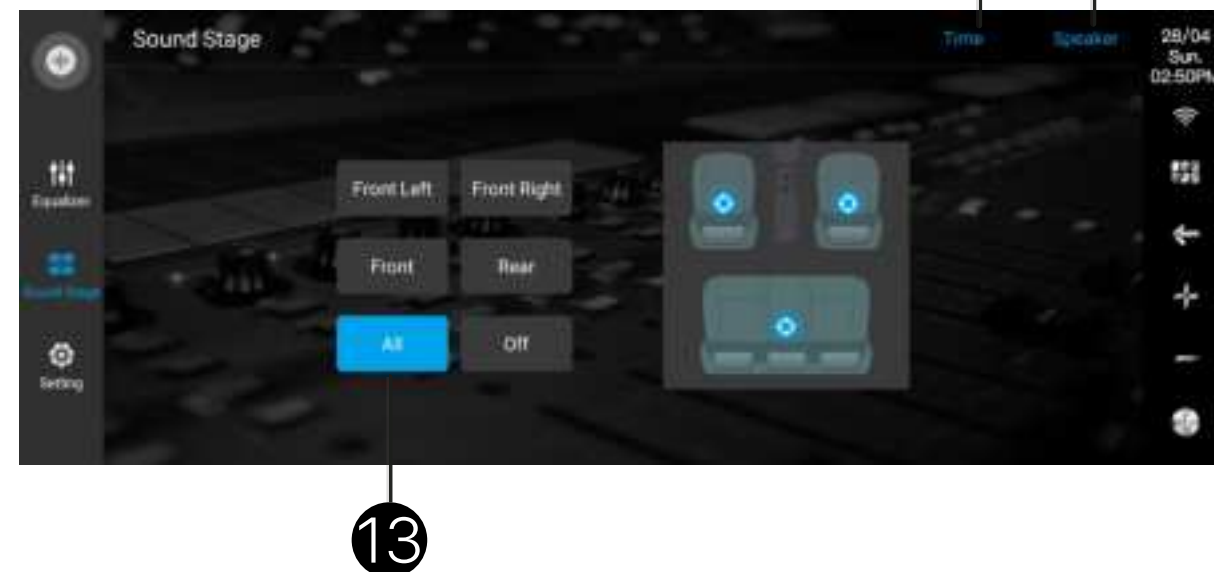 Sound Stage
Time
Speaker
28/04
Sun.
02:50PM
Equalizer
Sound Stage
Setting
Front Left
Front Right
Front
Rear
All
Off
13